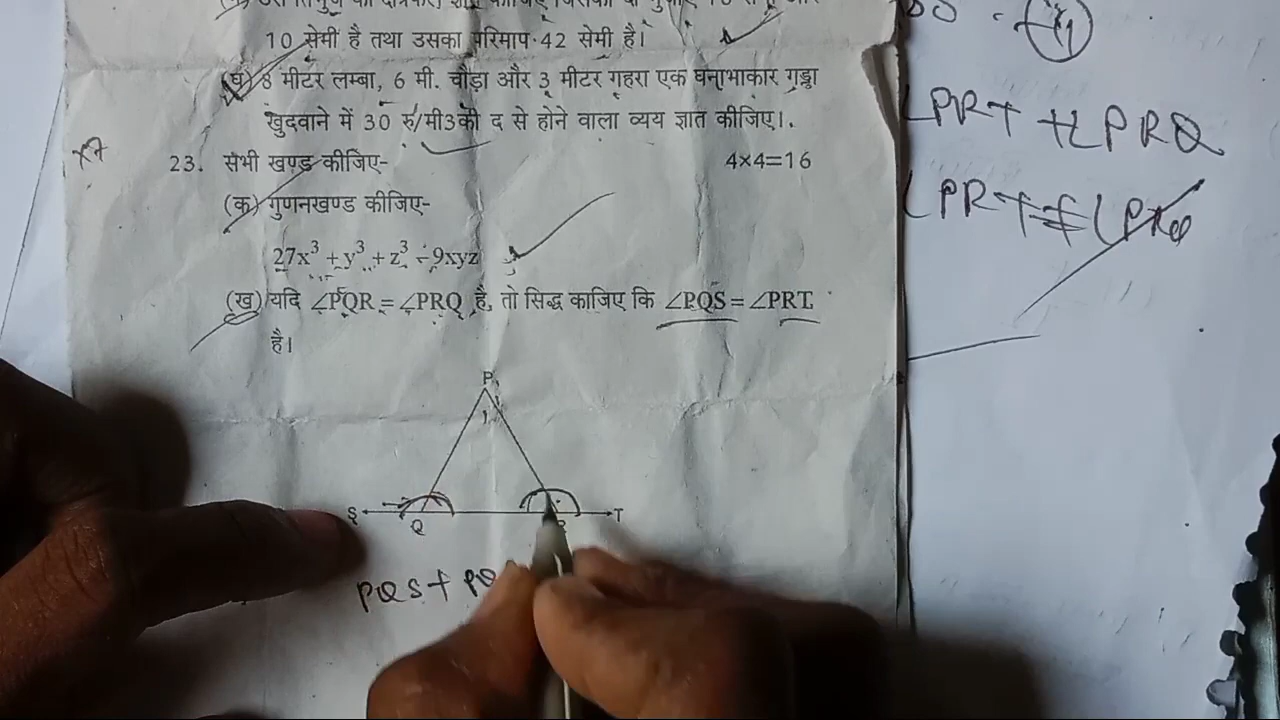 10 सेमी है तथा उसका परिमाप 42 सेमी है।
(घ) 8 मीटर लम्बा, 6 मी. चौड़ा और 3 मीटर गहरा एक घनाभाकार गड्ढा
खुदवाने में 30 रु/मी3की द से होने वाला व्यय ज्ञात कीजिए।.
23. सभी खण्ड कीजिए- 4×4=16
(क) गुणनखण्ड कीजिए-
27x³ + y³ + z³ - 9xyz
(ख) यदि ∠PQR = ∠PRQ है, तो सिद्ध काजिए कि ∠PQS = ∠PRT
है।
P
S Q T
PQS + PQ
∠PRT + ∠PRQ
∠PRT